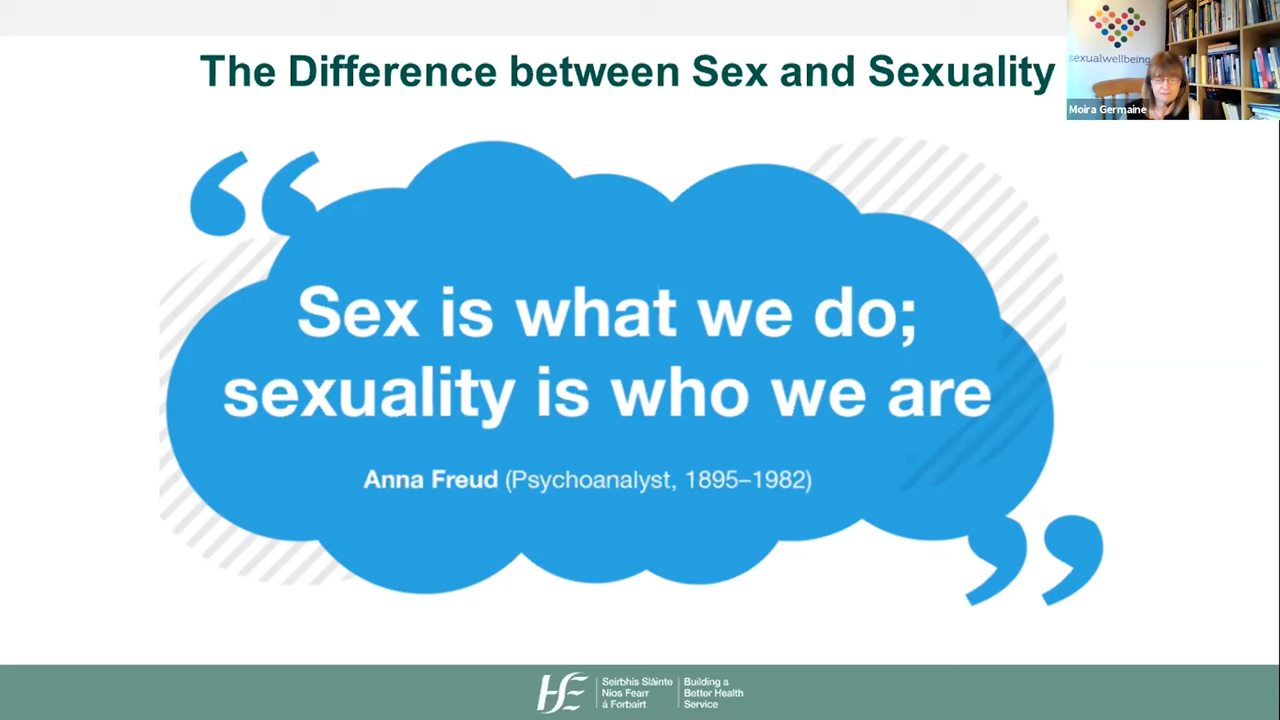 The Difference between Sex and Sexuality
sexualwellbeing
Moira Germaine
“
Sex is what we do;
sexuality is who we are
Anna Freud (Psychoanalyst, 1895–1982)
”
HSE
Seirbhís Sláinte
Níos Fearr
á Forbairt
Building a
Better Health
Service